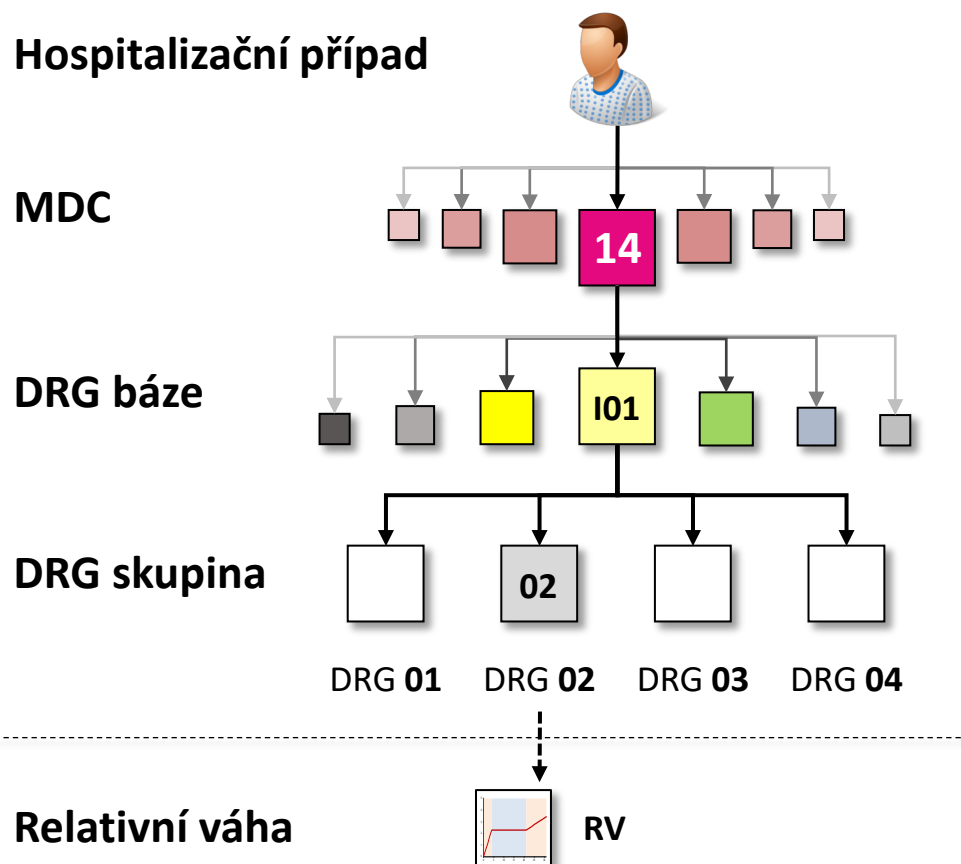 Hospitalizační případ
MDC
14
DRG báze
I01
DRG skupina
02
DRG 01 DRG 02 DRG 03 DRG 04
Relativní váha
RV